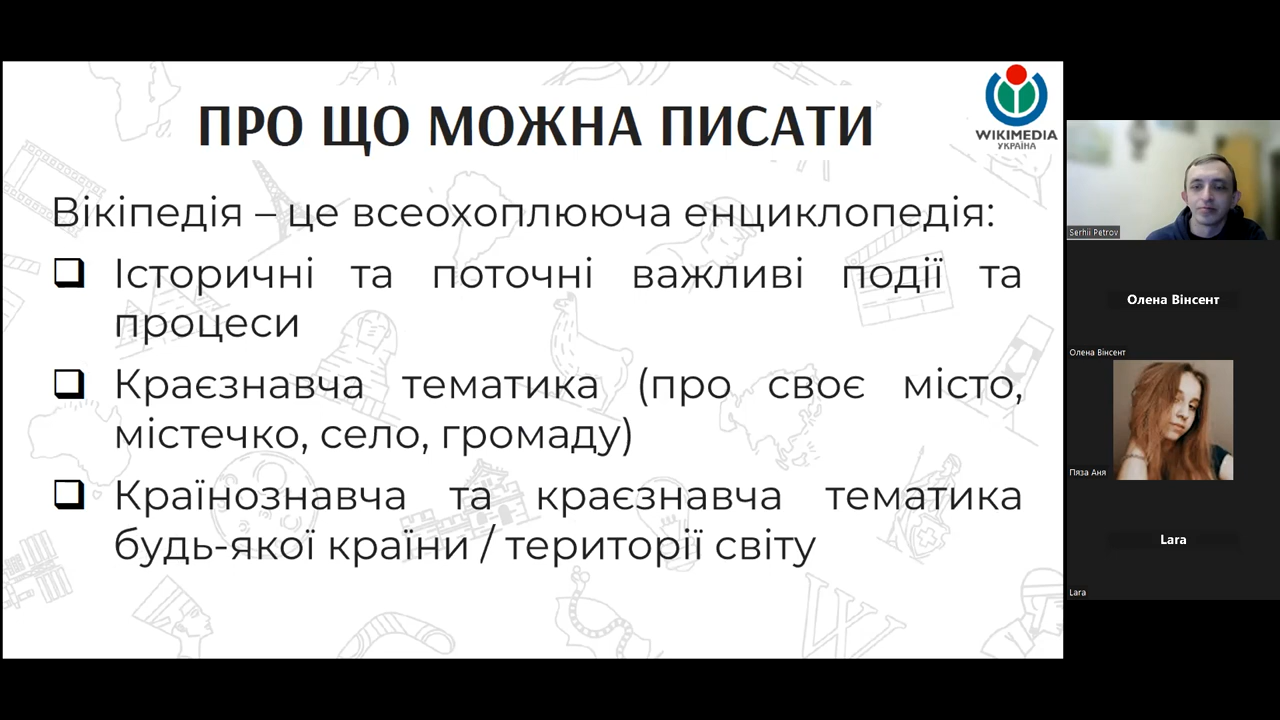 ПРО ЩО МОЖНА ПИСАТИ
WIKIMEDIA
УКРАЇНА
Вікіпедія – це всеохоплююча енциклопедія:
Історичні та поточні важливі події та
процеси
Краєзнавча тематика (про своє місто,
містечко, село, громаду)
Країнознавча та краєзнавча тематика
будь-якої країни / території світу
Serhii Petrov
Олена Вінсент
Олена Вінсент
Пяза Аня
Lara
Lara